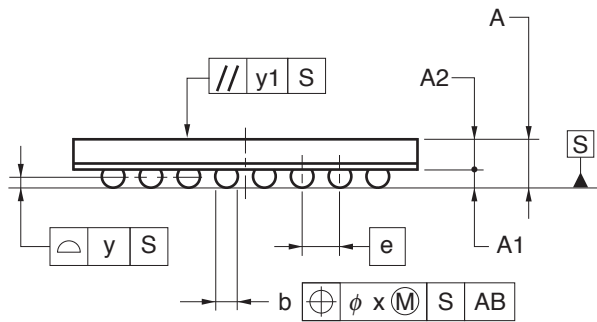 A
// y1 S
A2
S
⌓ y S
e
A1
b ⌖ ϕ x Ⓜ S AB